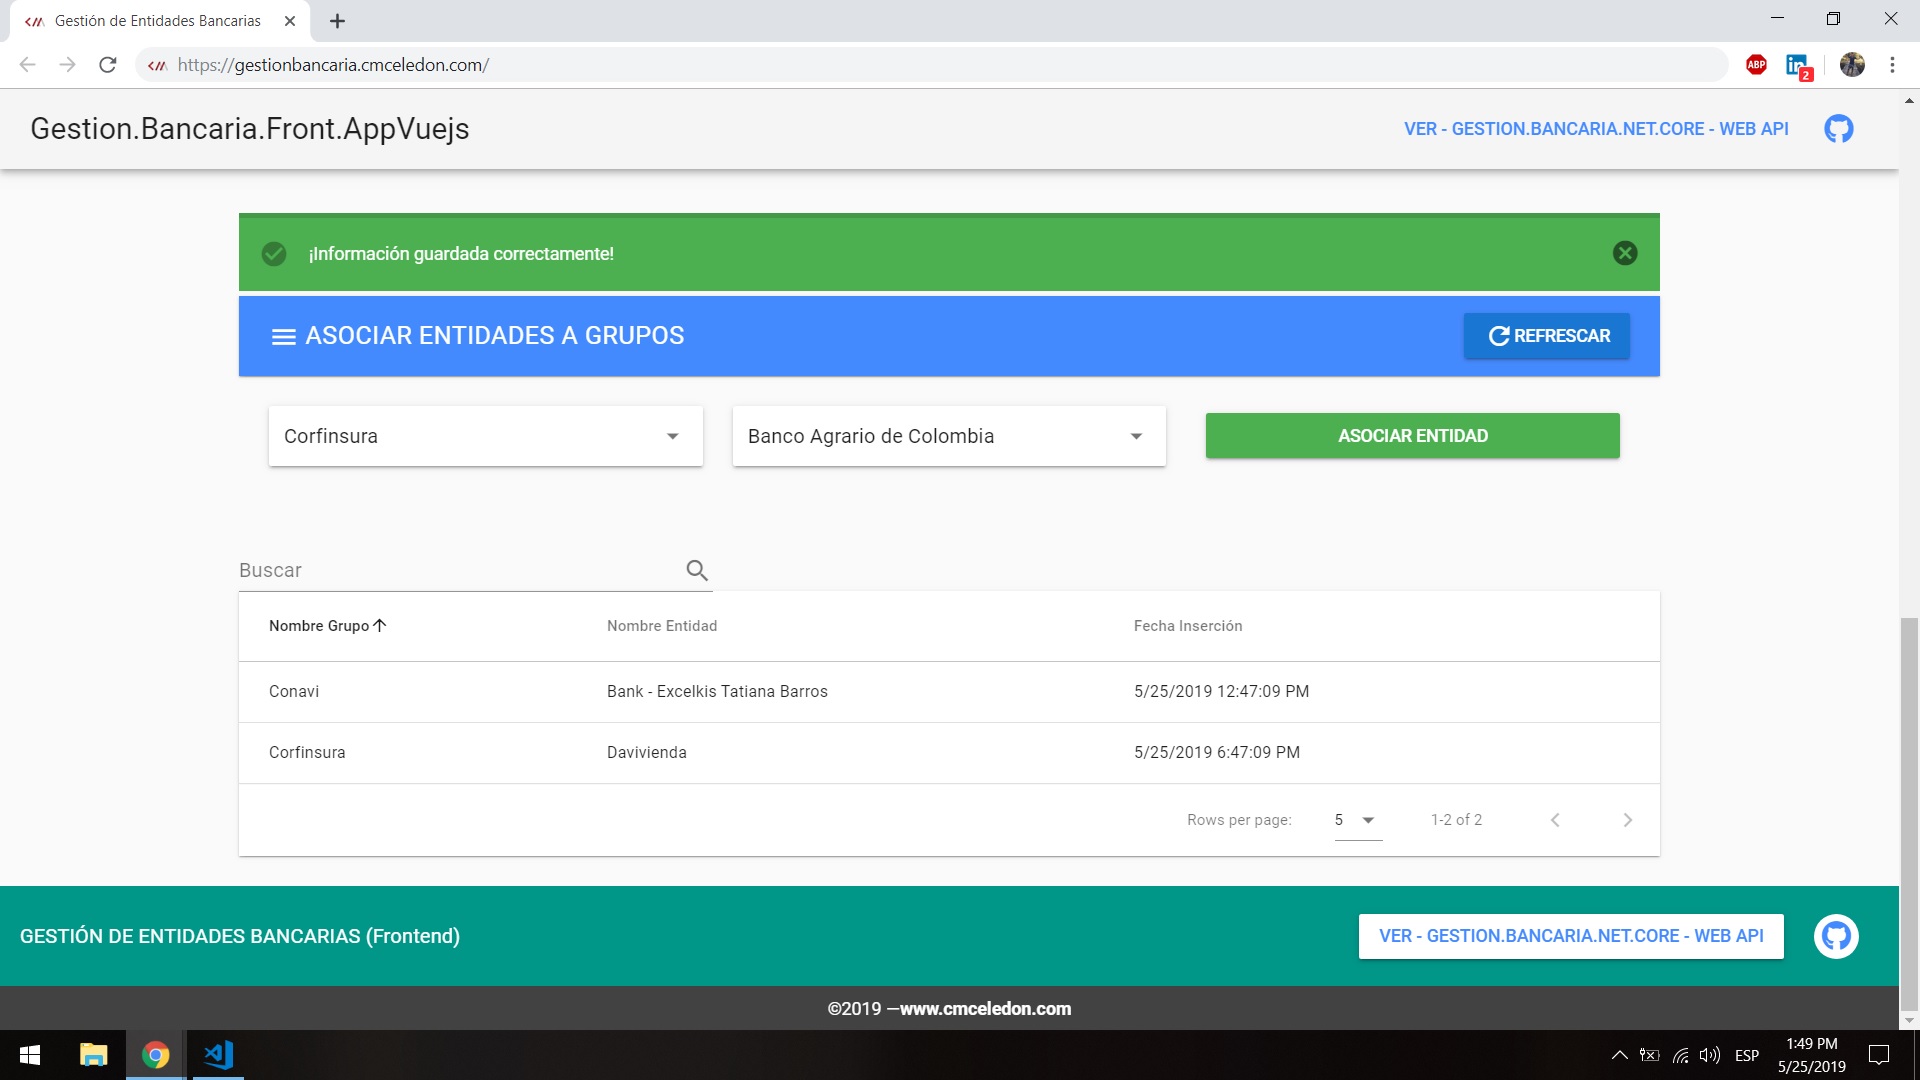 Gestión de Entidades Bancarias
https://gestionbancaria.cmceledon.com/
ABP
in
2
Gestion.Bancaria.Front.AppVuejs
VER - GESTION.BANCARIA.NET.CORE - WEB API
¡Información guardada correctamente!
ASOCIAR ENTIDADES A GRUPOS
REFRESCAR
Corfinsura
Banco Agrario de Colombia
ASOCIAR ENTIDAD
Buscar
Nombre Grupo Nombre Entidad Fecha Inserción
Conavi Bank - Excelkis Tatiana Barros 5/25/2019 12:47:09 PM
Corfinsura Davivienda 5/25/2019 6:47:09 PM
Rows per page: 5 1-2 of 2
GESTIÓN DE ENTIDADES BANCARIAS (Frontend)
VER - GESTION.BANCARIA.NET.CORE - WEB API
©2019 —www.cmceledon.com
ESP
1:49 PM
5/25/2019